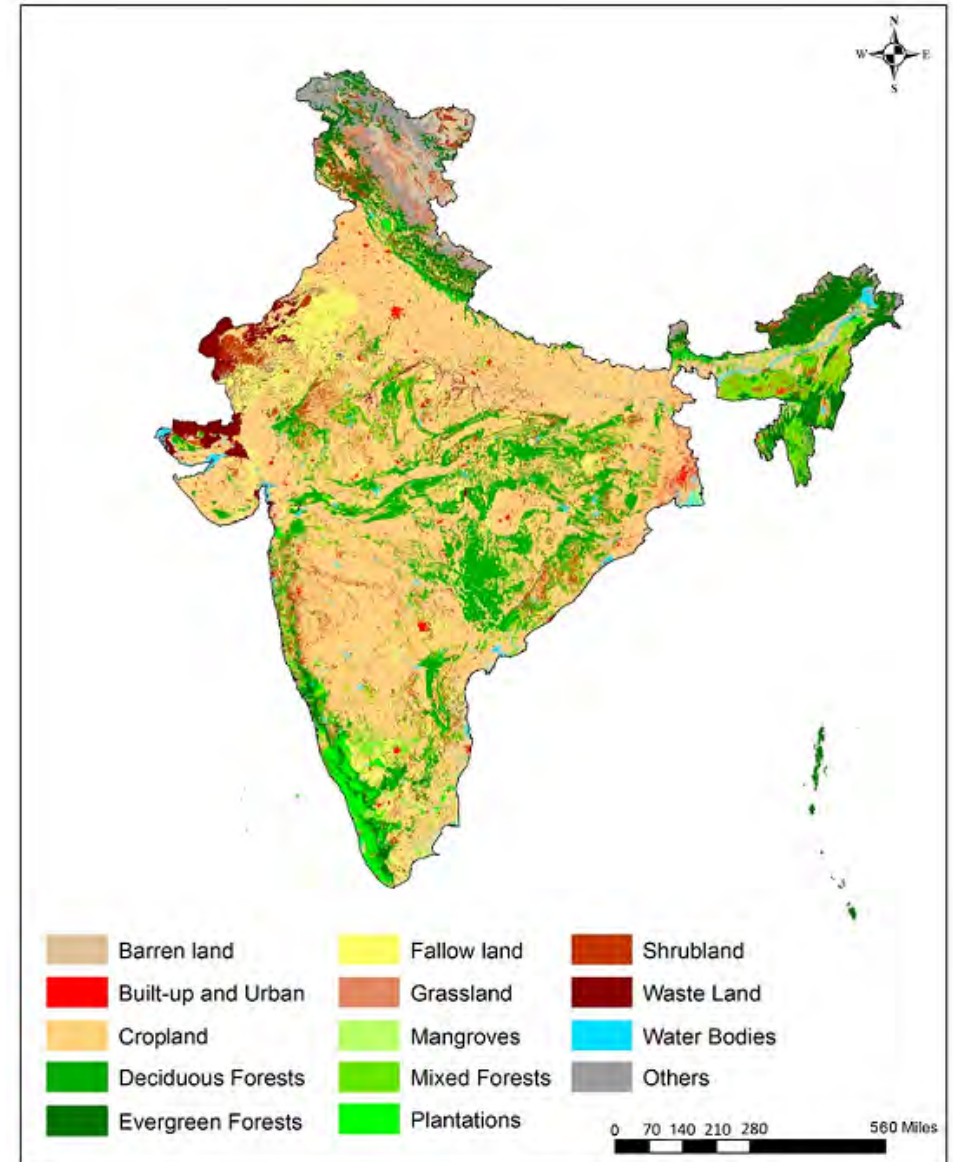 N
W E
S
Barren land
Built-up and Urban
Cropland
Deciduous Forests
Evergreen Forests
Fallow land
Grassland
Mangroves
Mixed Forests
Plantations
Shrubland
Waste Land
Water Bodies
Others
0 70 140 210 280 560 Miles